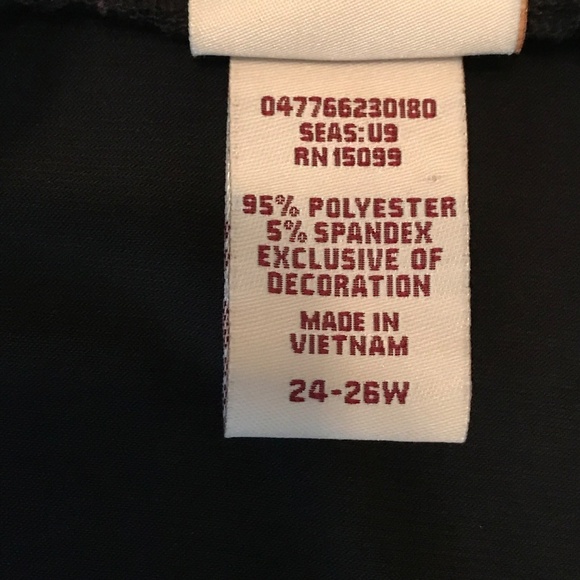 047766230180
SEAS:U9
RN 15099
95% POLYESTER
5% SPANDEX
EXCLUSIVE OF
DECORATION
MADE IN
VIETNAM
24-26W